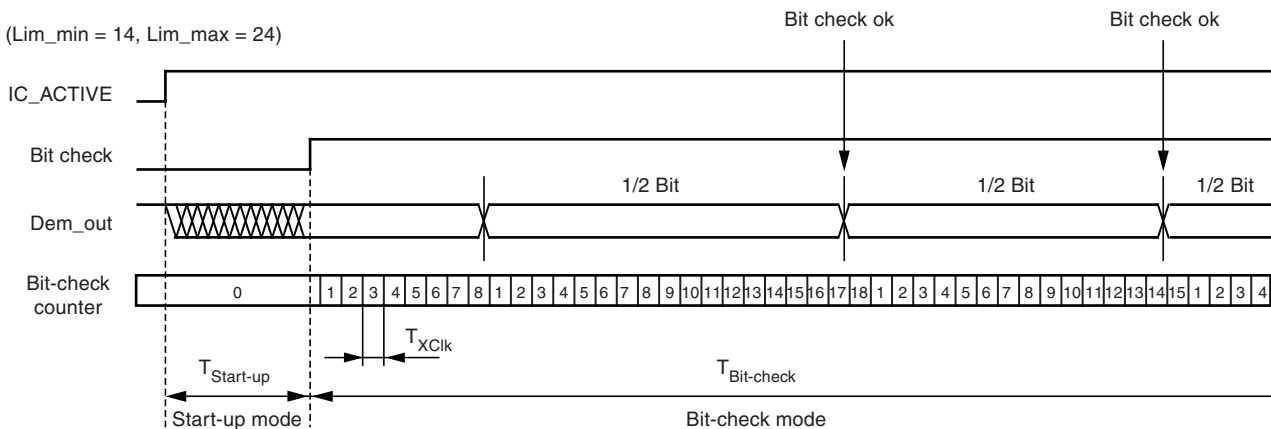 Bit check ok Bit check ok
(Lim_min = 14, Lim_max = 24)
IC_ACTIVE
Bit check
1/2 Bit 1/2 Bit 1/2 Bit
Dem_out
Bit-check
counter
0 1 2 3 4 5 6 7 8 1 2 3 4 5 6 7 8 9 10 11 12 13 14 15 16 17 18 1 2 3 4 5 6 7 8 9 10 11 12 13 14 15 1 2 3 4
TXClk
TStart-up TBit-check
Start-up mode Bit-check mode